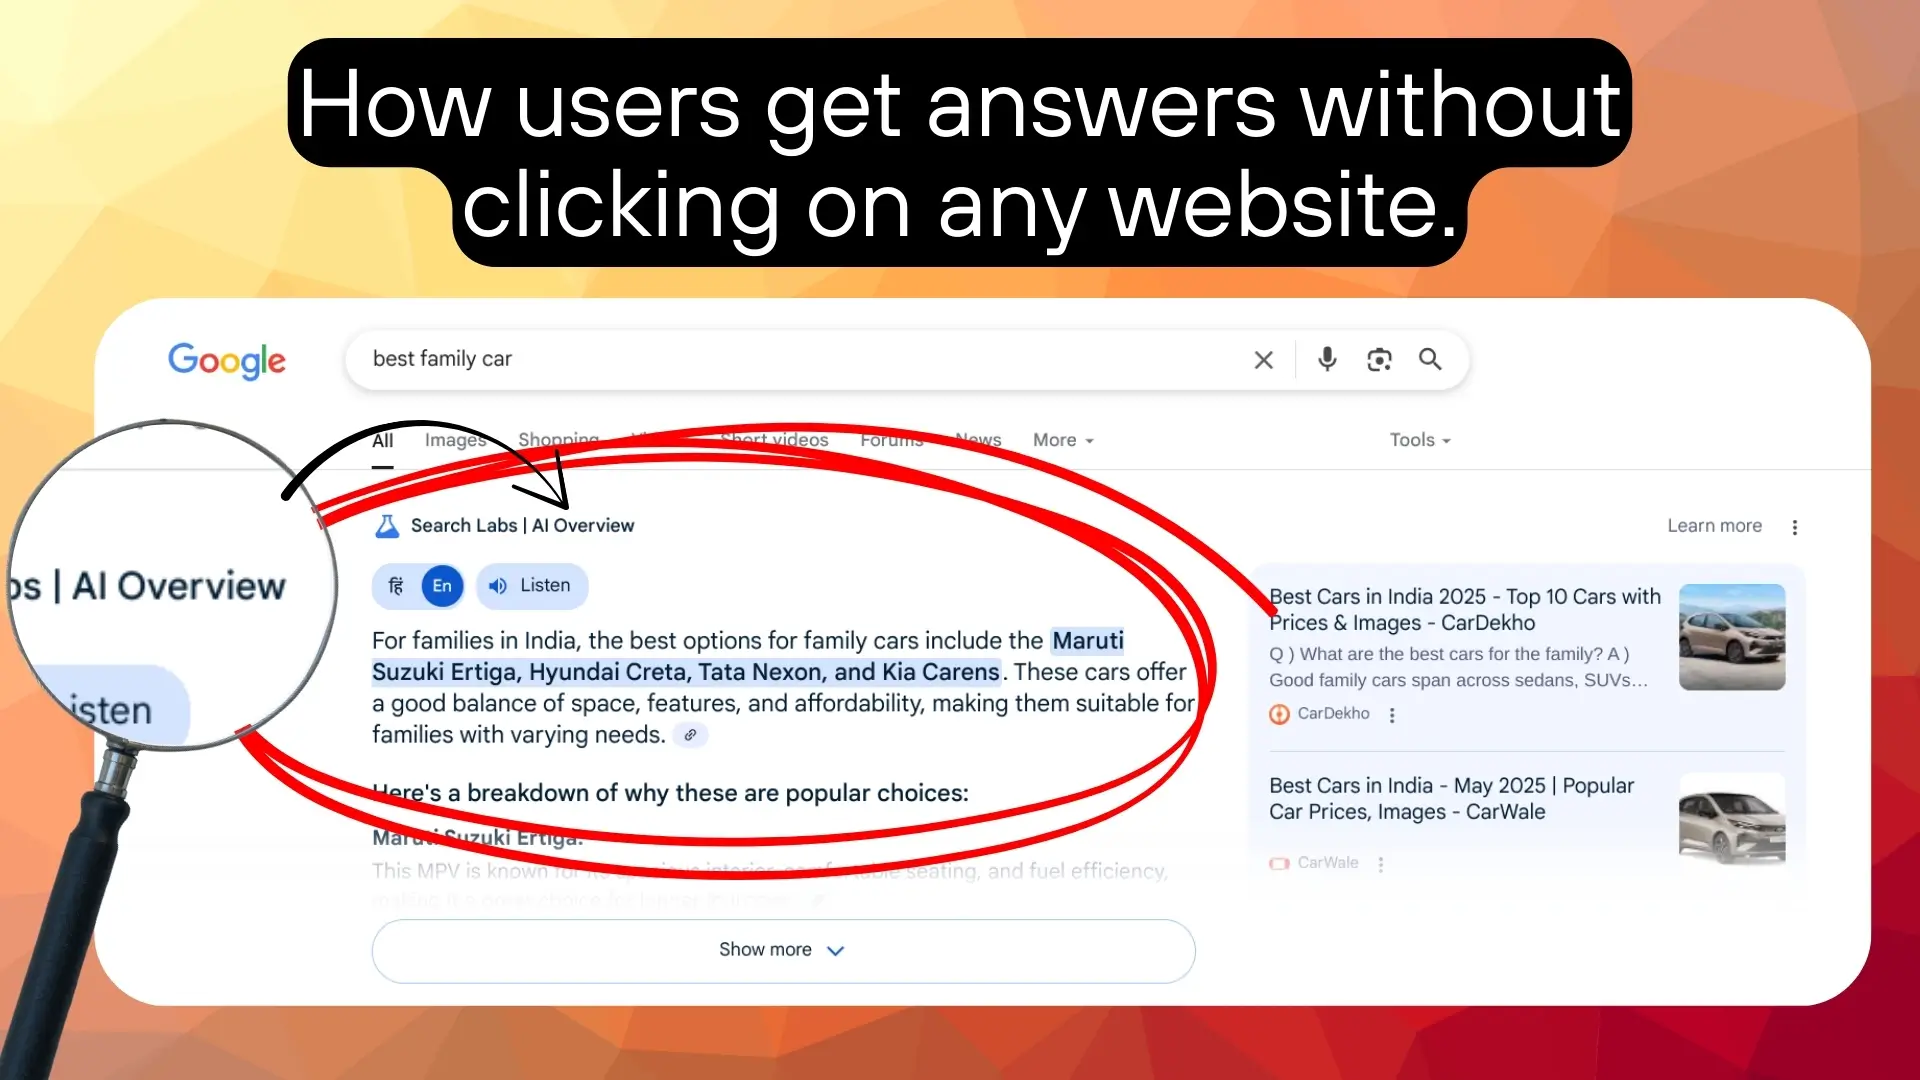 How users get answers without
clicking on any website.
Google
best family car
All Images Shopping Short videos Forums News More
Tools
Search Labs | AI Overview
Learn more
os | AI Overview
हिं En Listen
isten
For families in India, the best options for family cars include the Maruti
Suzuki Ertiga, Hyundai Creta, Tata Nexon, and Kia Carens. These cars offer
a good balance of space, features, and affordability, making them suitable for
families with varying needs.
Here's a breakdown of why these are popular choices:
Maruti Suzuki Ertiga:
This MPV is known for seating, and fuel efficiency,
Show more
Best Cars in India 2025 - Top 10 Cars with
Prices & Images - CarDekho
Q ) What are the best cars for the family? A )
Good family cars span across sedans, SUVs...
CarDekho
Best Cars in India - May 2025 | Popular
Car Prices, Images - CarWale
CarWale